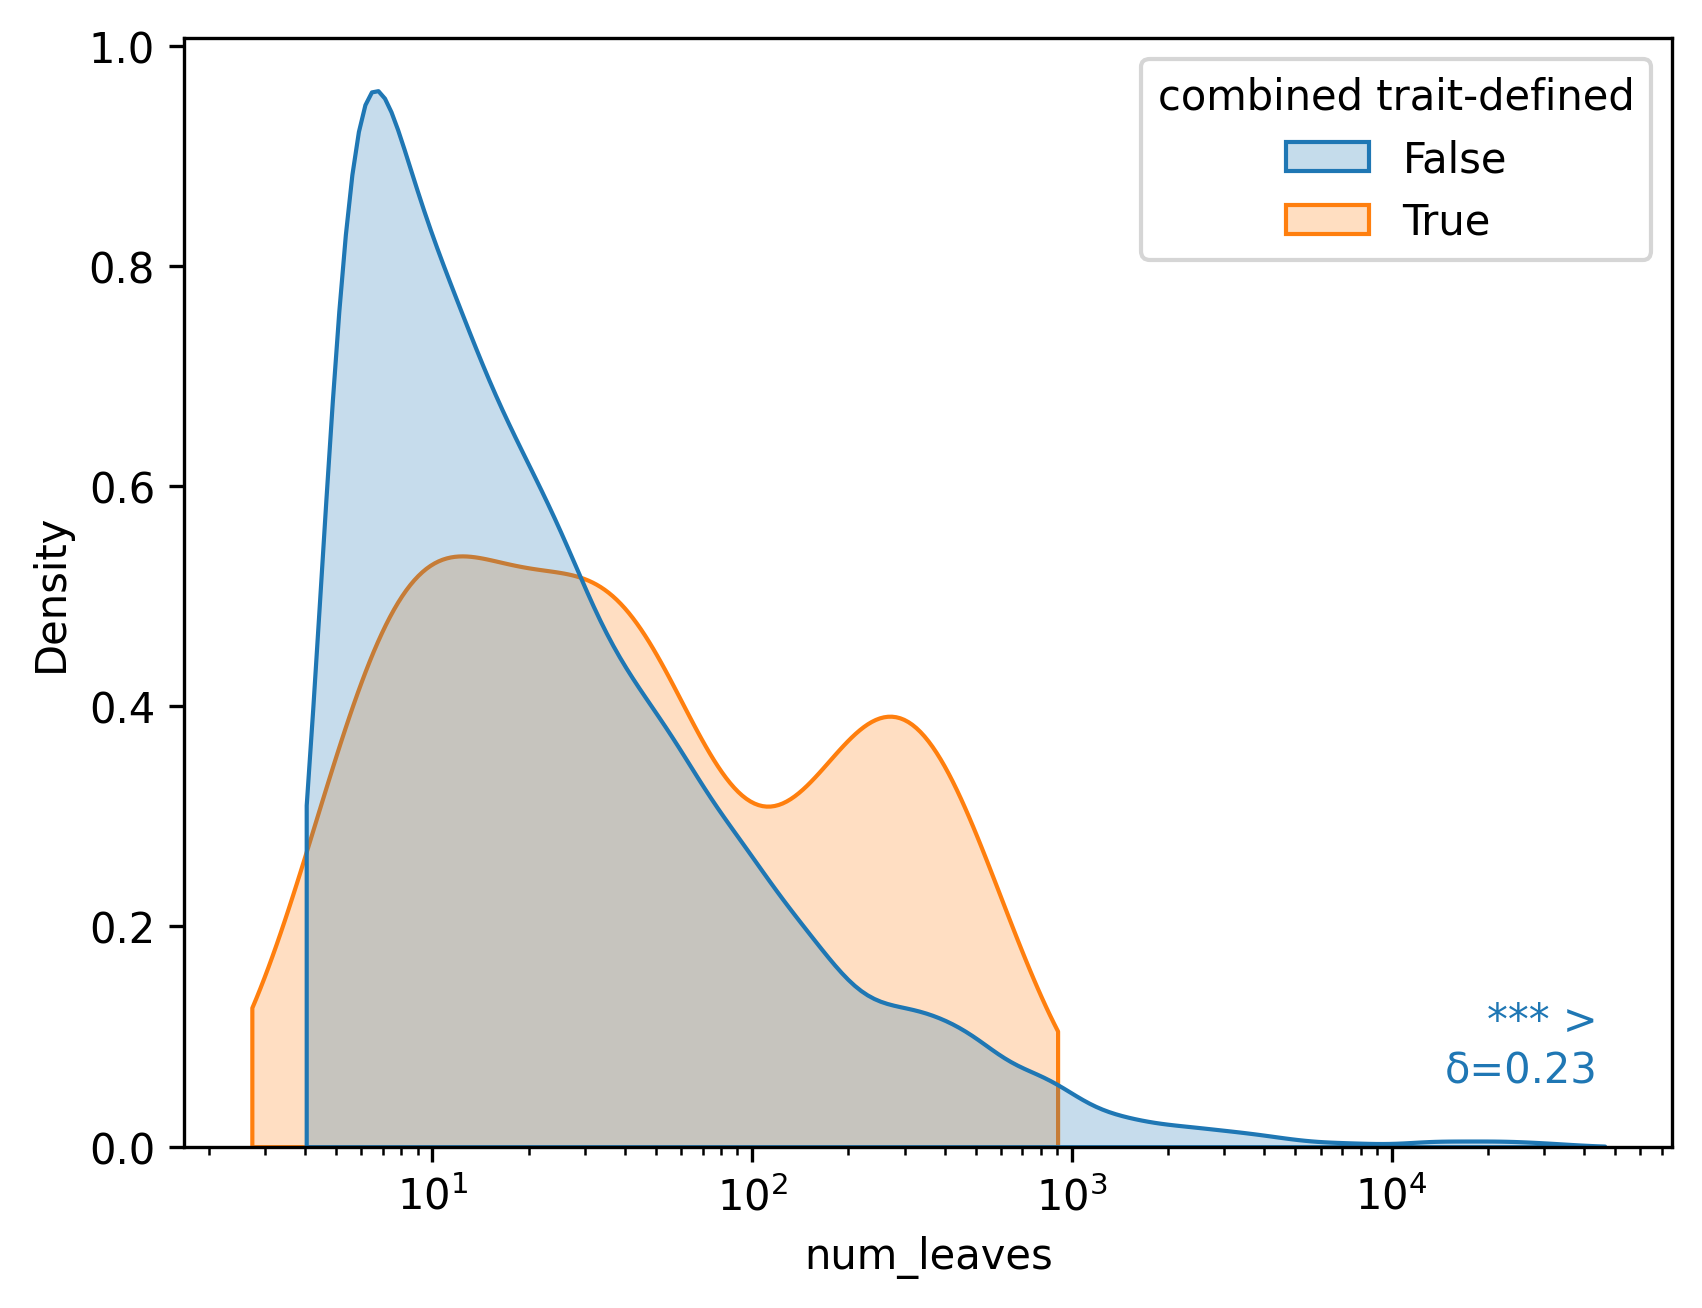 combined trait-defined
False
True
1.0
0.8
0.6
0.4
0.2
0.0
Density
*** >
δ=0.23
10¹ 10² 10³ 10⁴
num_leaves